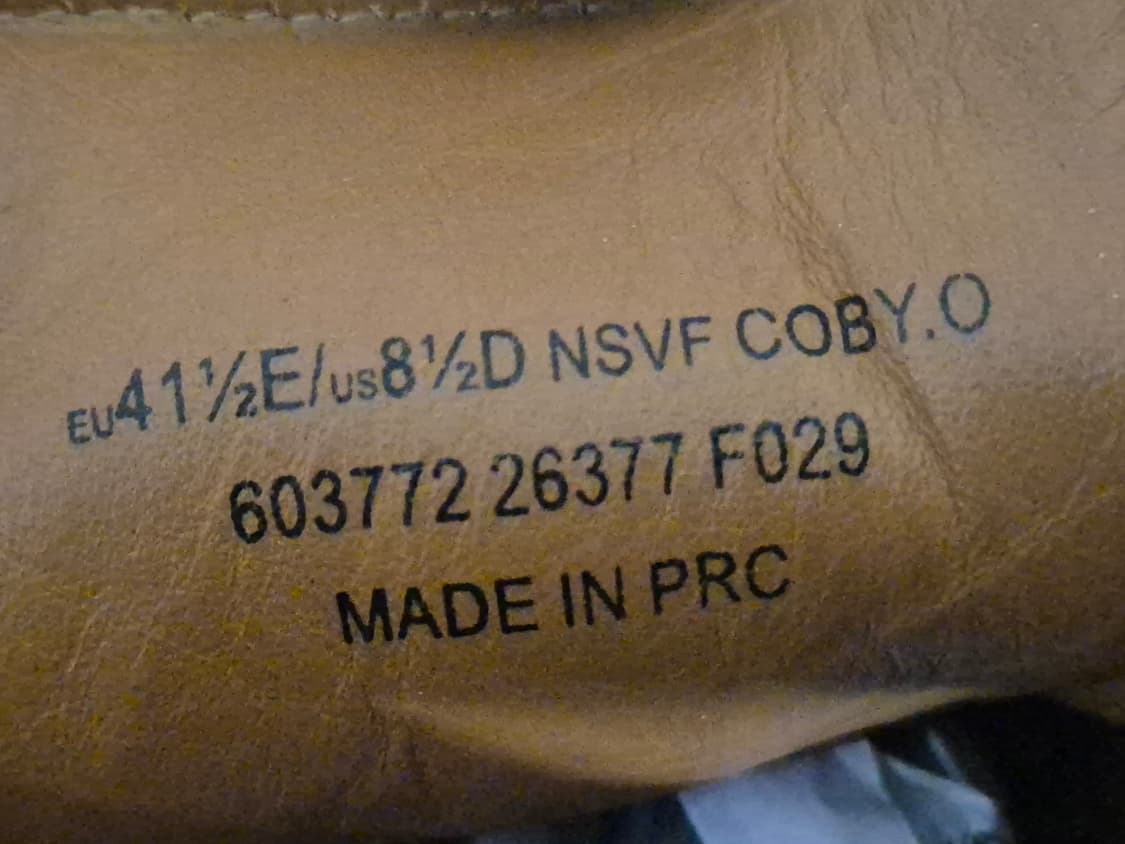 EU41½E/US8½D NSVF COBY.O
603772 26377 F029
MADE IN PRC